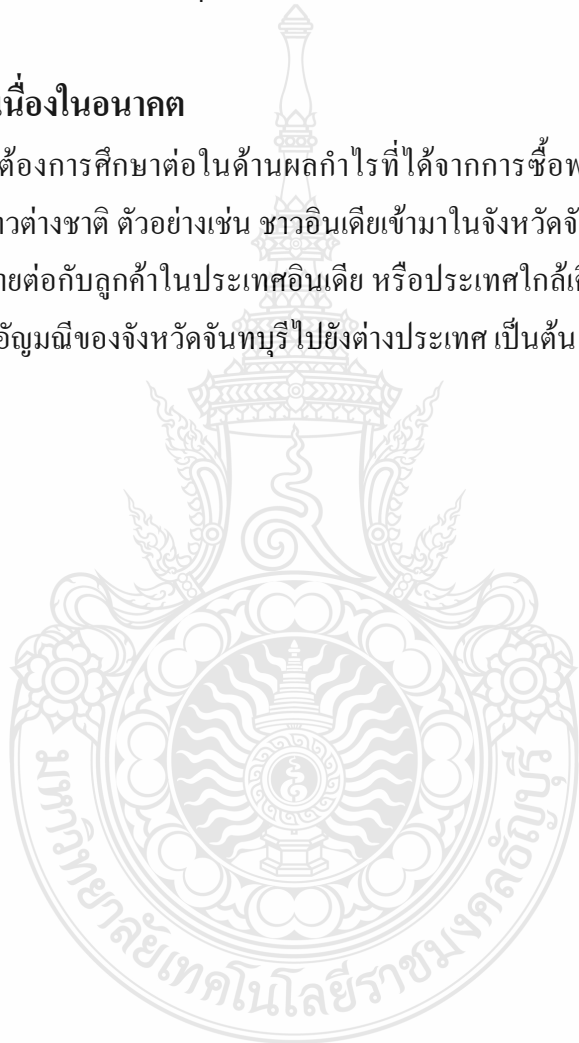 นื่องในอนาคต
ต้องการศึกษาต่อในด้านผลกำไรที่ได้จากการซื้อพ
าวต่างชาติ ตัวอย่างเช่น ชาวอินเดียเข้ามาในจังหวัดจั
ายต่อกับลูกค้าในประเทศอินเดีย หรือประเทศใกล้เคี
อัญมณีของจังหวัดจันทบุรีไปยังต่างประเทศ เป็นต้น
มหาวิทยาลัยเทคโนโลยีราชมงคลธัญบุรี